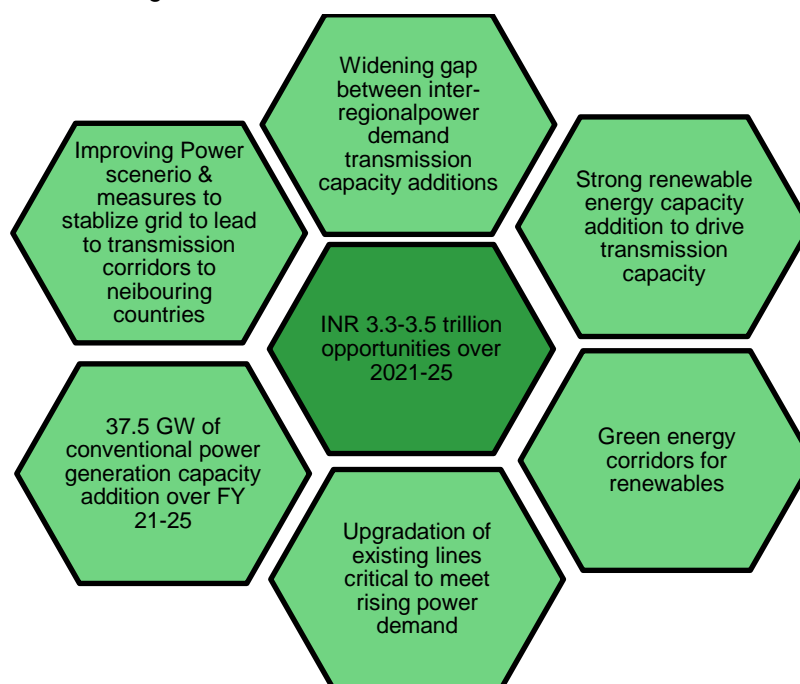 Widening gap
between inter-
regionalpower
demand
transmission
capacity additions
Improving Power
scenerio &
measures to
stablize grid to lead
to transmission
corridors to
neibouring
countries
Strong renewable
energy capacity
addition to drive
transmission
capacity
INR 3.3-3.5 trillion
opportunities over
2021-25
37.5 GW of
conventional power
generation capacity
addition over FY
21-25
Green energy
corridors for
renewables
Upgradation of
existing lines
critical to meet
rising power
demand